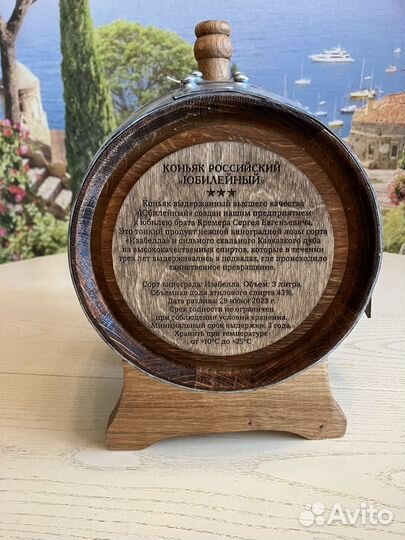 КОНЬЯК РОССИЙСКИЙ
«ЮБИЛЕЙНЫЙ»
★★★
Коньяк выдержанный высшего качества
«Юбилейный» создан нашим предприятием
к юбилею брата Кремера Сергея Евгеньевича.
Это тонкий продукт нежной виноградной лозы сорта
«Изабелла» и сильного скального Кавказкого дуба
из высококачественных спиртов, которые в течении
трех лет выдерживались в подвалах, где происходило
таинственное превращение.
Сорт винограда: Изабелла. Объем: 3 литра.
Объемная доля этилового спирта 43%.
Дата разлива: 29 июня 2023 г.
Срок годности не ограничен
при соблюдении условий хранения.
Минимальный срок выдержки: 3 года.
Хранить при температуре
от +10°C до +25°C
Avito